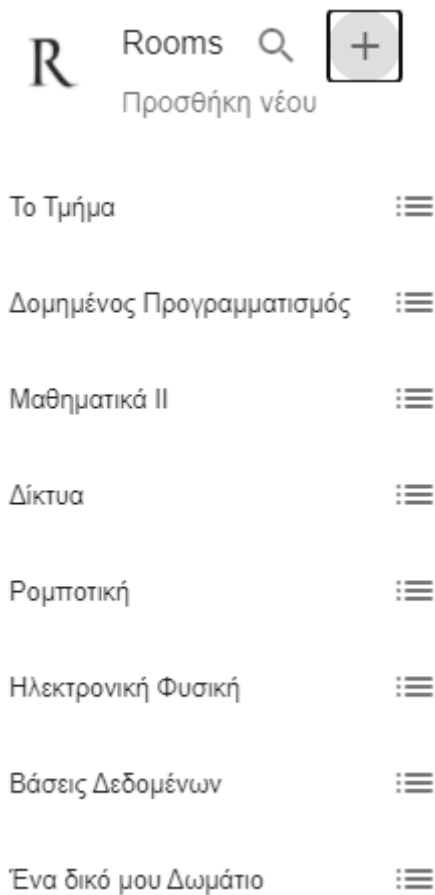 R
Rooms
Προσθήκη νέου
Το Τμήμα
Δομημένος Προγραμματισμός
Μαθηματικά ΙΙ
Δίκτυα
Ρομποτική
Ηλεκτρονική Φυσική
Βάσεις Δεδομένων
Ένα δικό μου Δωμάτιο